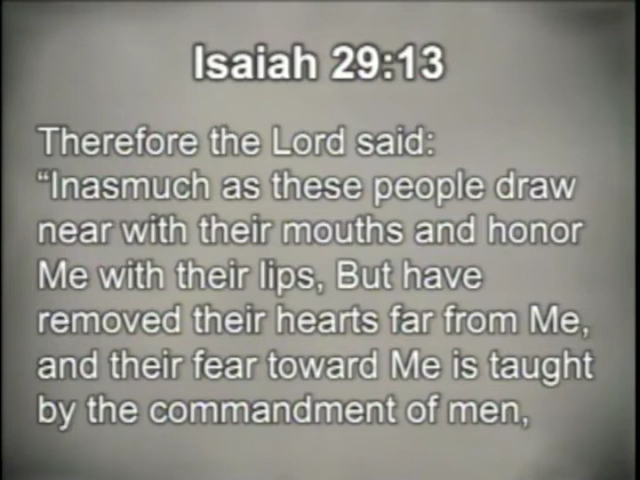 Isaiah 29:13
Therefore the Lord said:
“Inasmuch as these people draw
near with their mouths and honor
Me with their lips, But have
removed their hearts far from Me,
and their fear toward Me is taught
by the commandment of men,